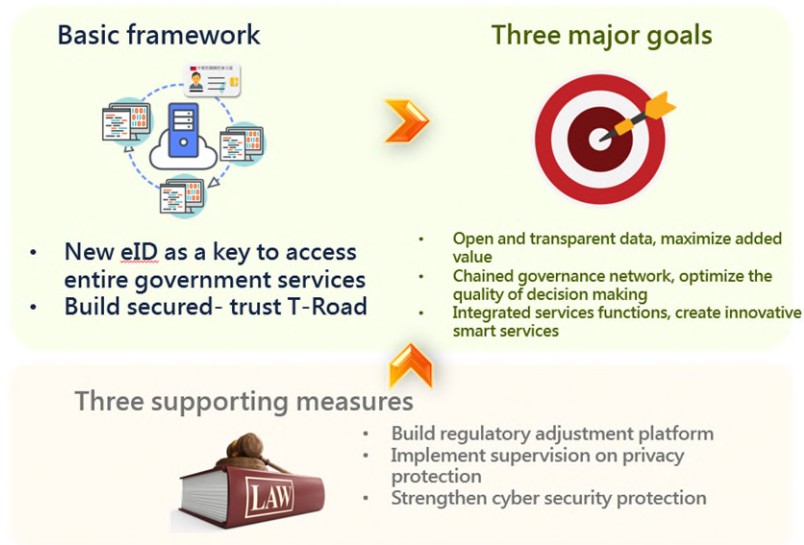 Basic framework
• New eID as a key to access
entire government services
• Build secured- trust T-Road
Three major goals
• Open and transparent data, maximize added
value
• Chained governance network, optimize the
quality of decision making
• Integrated services functions, create innovative
smart services
Three supporting measures
LAW
• Build regulatory adjustment platform
• Implement supervision on privacy
protection
• Strengthen cyber security protection